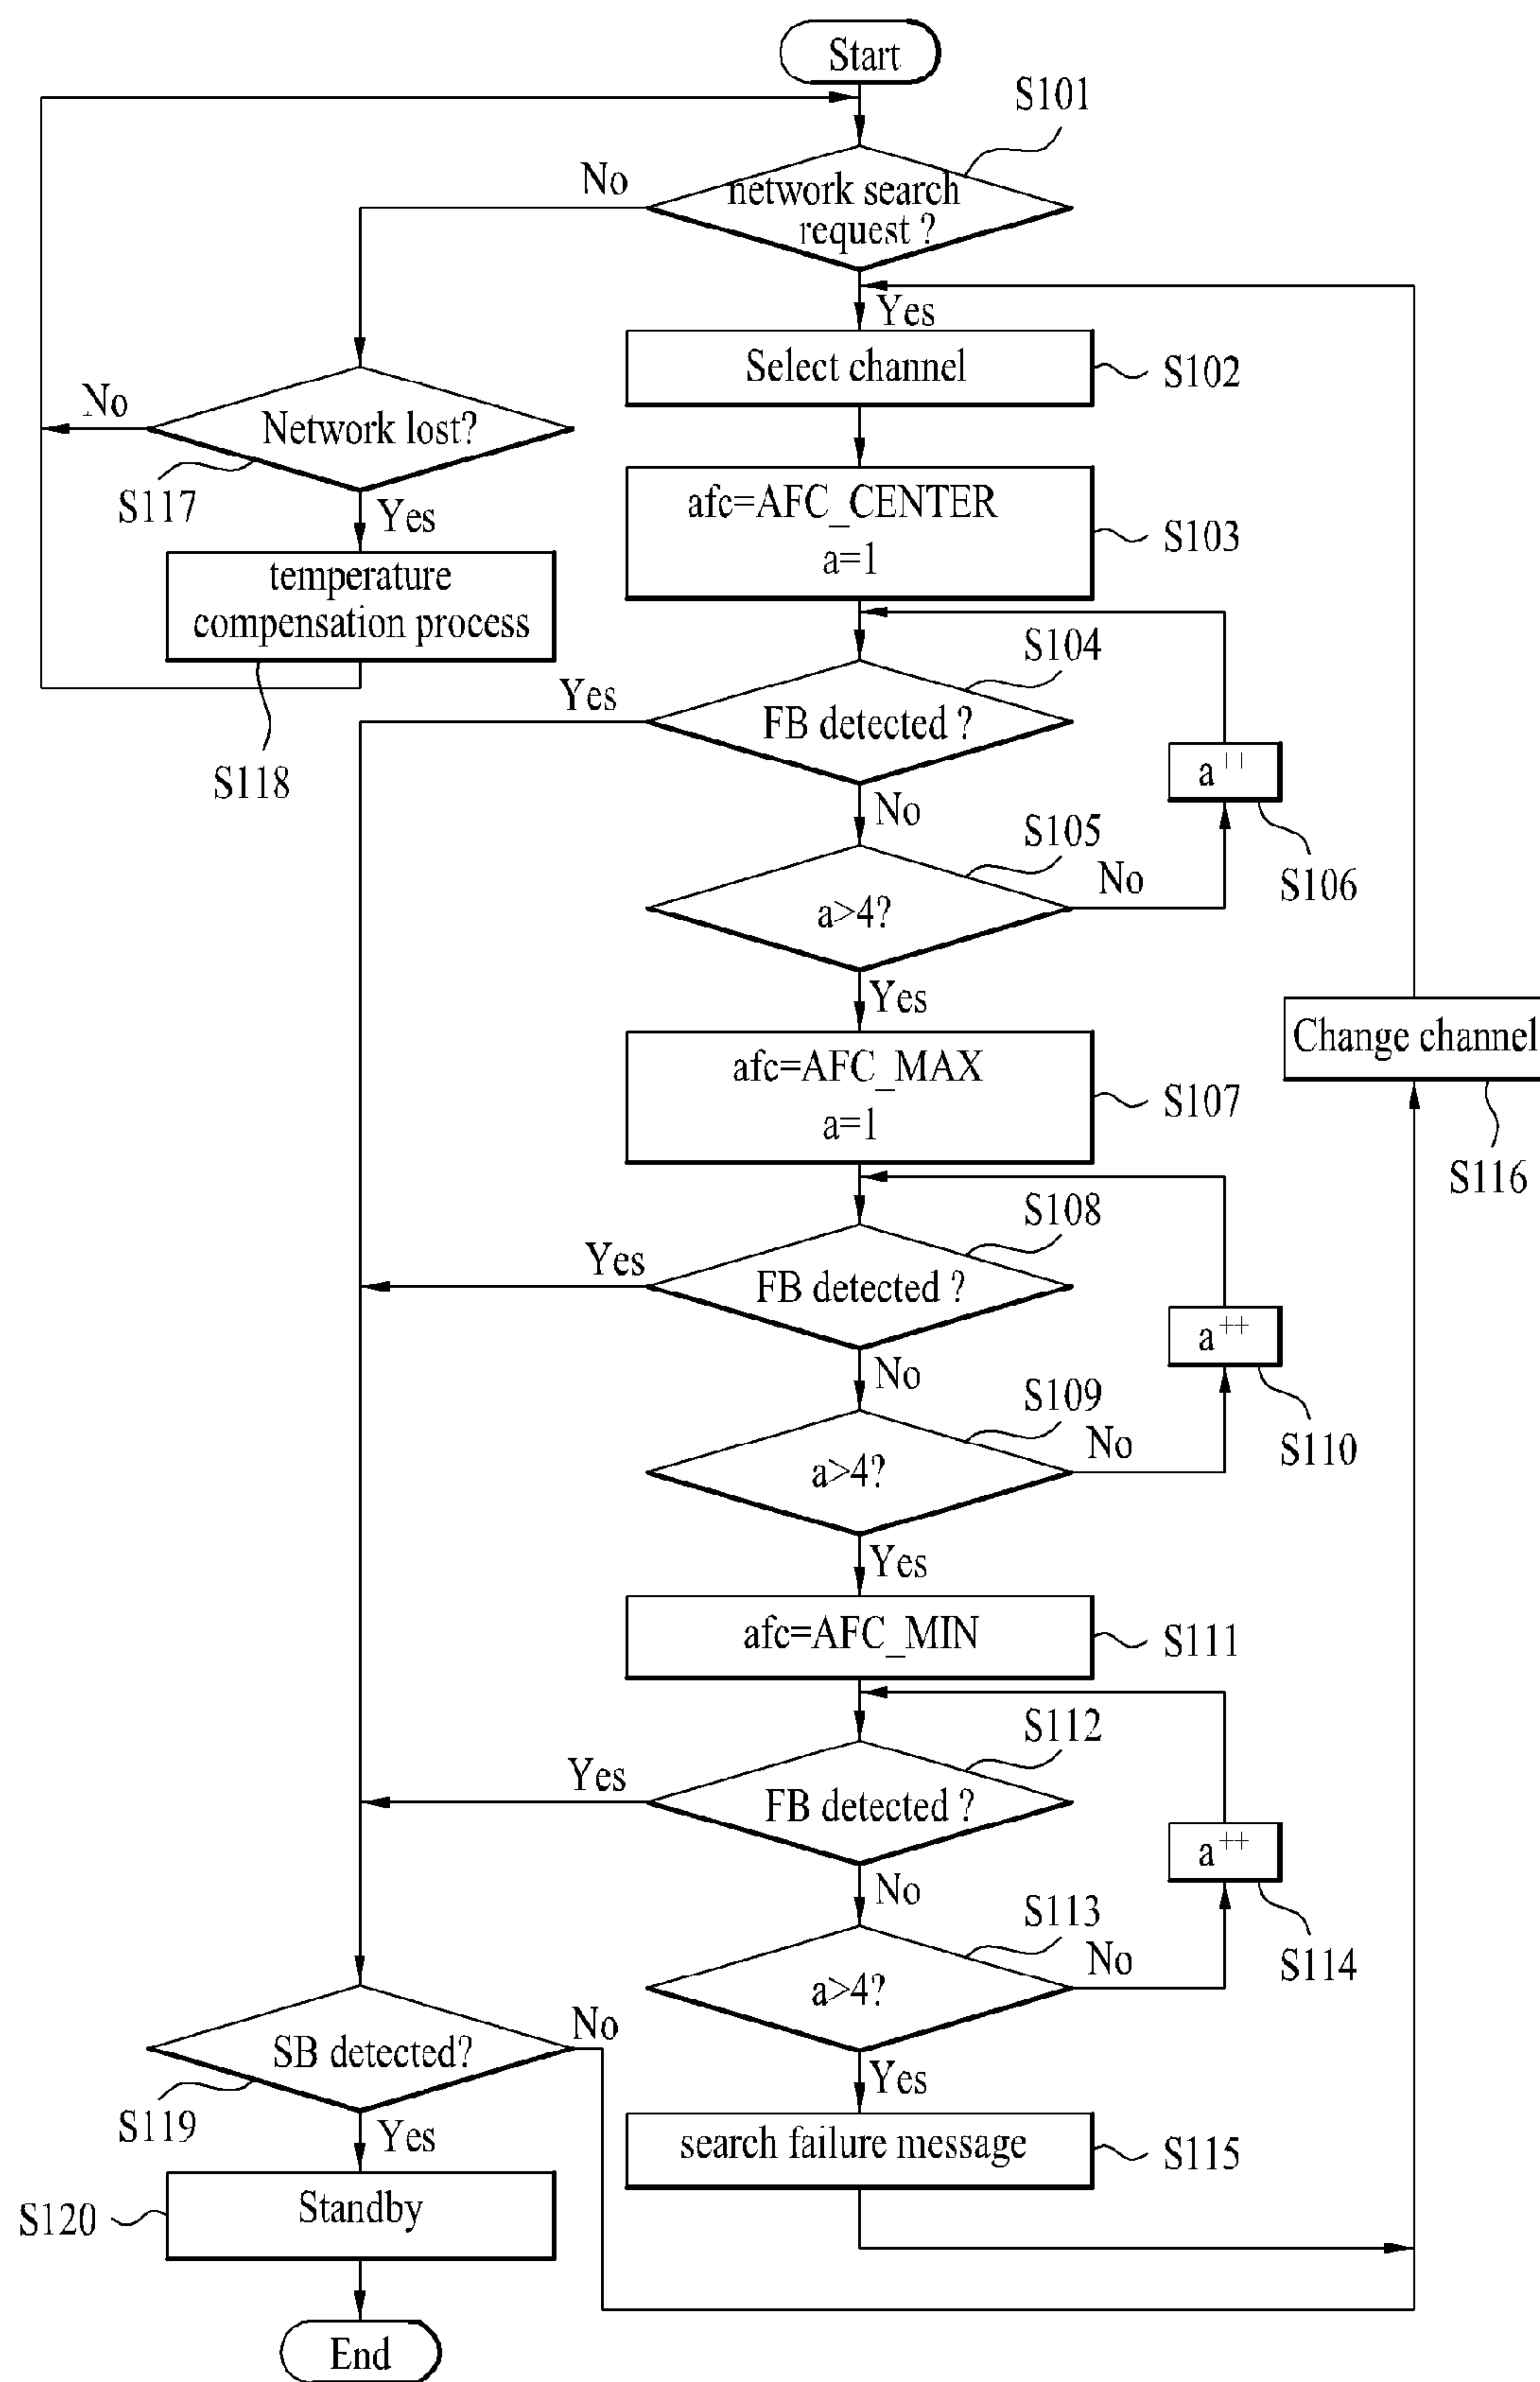 Start
S101
No
network search
request ?
Yes
Select channel
S102
No
Network lost?
S117
Yes
afc=AFC_CENTER
a=1
S103
temperature
compensation process
S118
S104
Yes
FB detected ?
No
a
S106
S105
a>4?
No
Yes
Change channel
S116
afc=AFC_MAX
a=1
S107
S108
Yes
FB detected ?
No
a++
S110
S109
a>4?
No
Yes
afc=AFC_MIN
S111
S112
Yes
FB detected ?
No
a++
S114
S113
a>4?
No
Yes
SB detected?
No
S119
Yes
search failure message
S115
Standby
S120
End